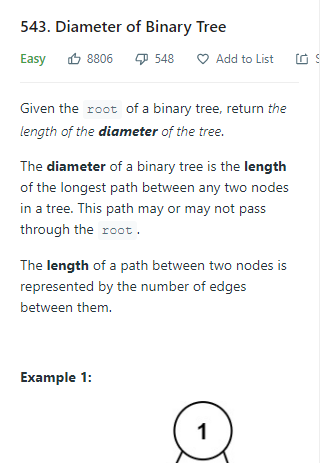 543. Diameter of Binary Tree
Easy 8806 548 Add to List
Given the root of a binary tree, return the
length of the diameter of the tree.
The diameter of a binary tree is the length
of the longest path between any two nodes
in a tree. This path may or may not pass
through the root.
The length of a path between two nodes is
represented by the number of edges
between them.
Example 1:
1